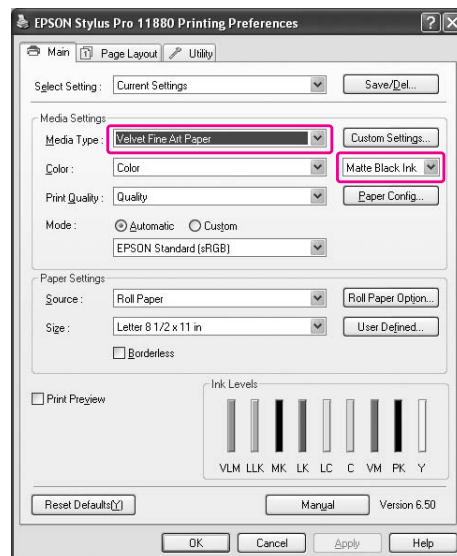 EPSON Stylus Pro 11880 Printing Preferences
Main Page Layout Utility
Select Setting : Current Settings Save/Del...
Media Settings
Media Type : Velvet Fine Art Paper Custom Settings...
Color : Color Matte Black Ink
Print Quality : Quality Paper Config...
Mode : Automatic Custom
EPSON Standard (sRGB)
Paper Settings
Source : Roll Paper Roll Paper Option...
Size : Letter 8 1/2 x 11 in User Defined...
Borderless
Print Preview
Ink Levels
VLM LLK MK LK LC C VM PK Y
Reset Defaults(Y) Manual Version 6.50
OK Cancel Apply Help